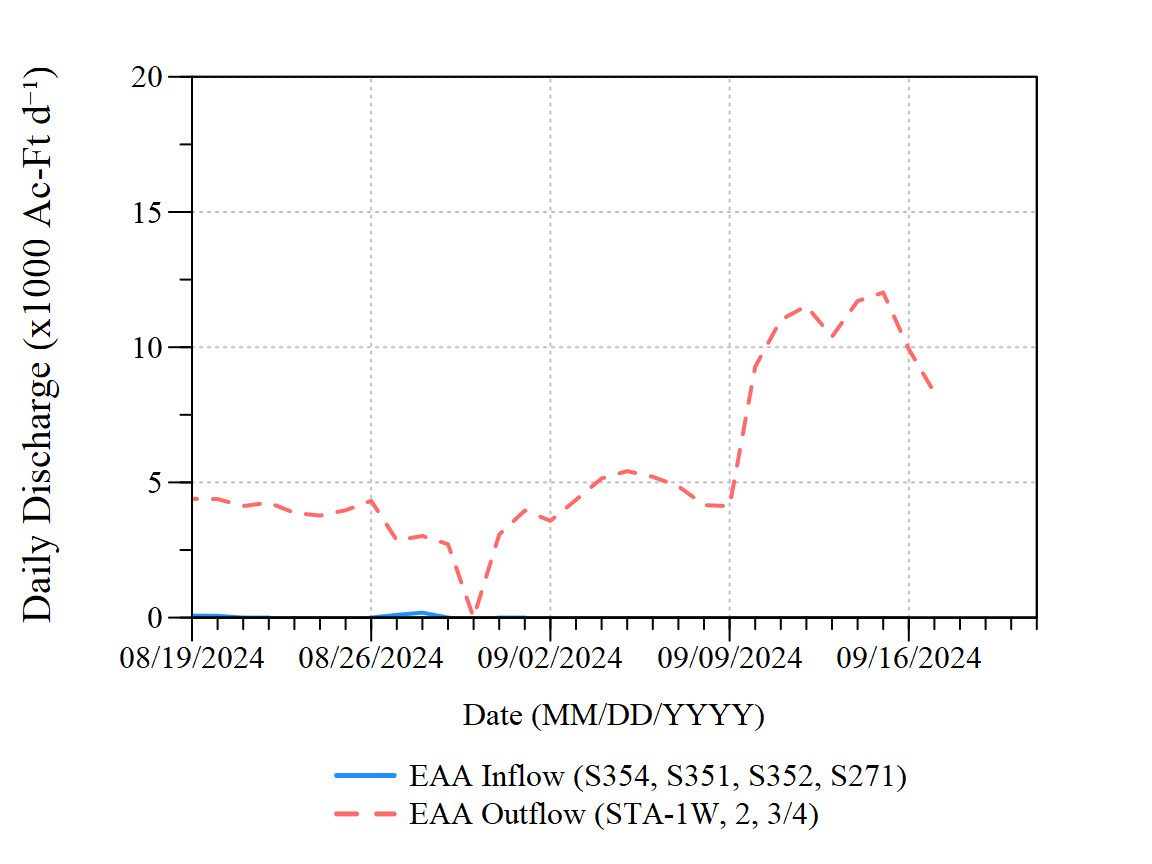 Daily Discharge (x1000 Ac-Ft d⁻¹)
20
15
10
5
0
08/19/2024 08/26/2024 09/02/2024 09/09/2024 09/16/2024
Date (MM/DD/YYYY)
EAA Inflow (S354, S351, S352, S271)
EAA Outflow (STA-1W, 2, 3/4)